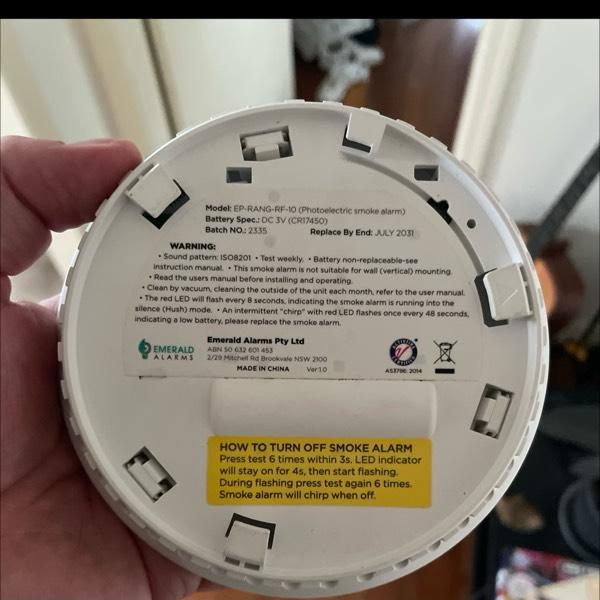 Model: EP-RANG-RF-10 (Photoelectric smoke alarm)
Battery Spec.: DC 3V (CR17450)
Batch NO.: 2335 Replace By End: JULY 2031
WARNING:
• Sound pattern: ISO8201 • Test weekly. • Battery non-replaceable-see
instruction manual. • This smoke alarm is not suitable for wall (vertical) mounting.
• Read the users manual before installing and operating.
• Clean by vacuum, cleaning the outside of the unit each month, refer to the user manual.
• The red LED will flash every 8 seconds, indicating the smoke alarm is running into the
silence (Hush) mode. • An intermittent "chirp" with red LED flashes once every 48 seconds,
indicating a low battery, please replace the smoke alarm.
EMERALD
ALARMS
Emerald Alarms Pty Ltd
ABN 50 632 601 453
2/29 Mitchell Rd Brookvale NSW 2100
MADE IN CHINA Ver1.0
AS3786: 2014
HOW TO TURN OFF SMOKE ALARM
Press test 6 times within 3s. LED indicator
will stay on for 4s, then start flashing.
During flashing press test again 6 times.
Smoke alarm will chirp when off.